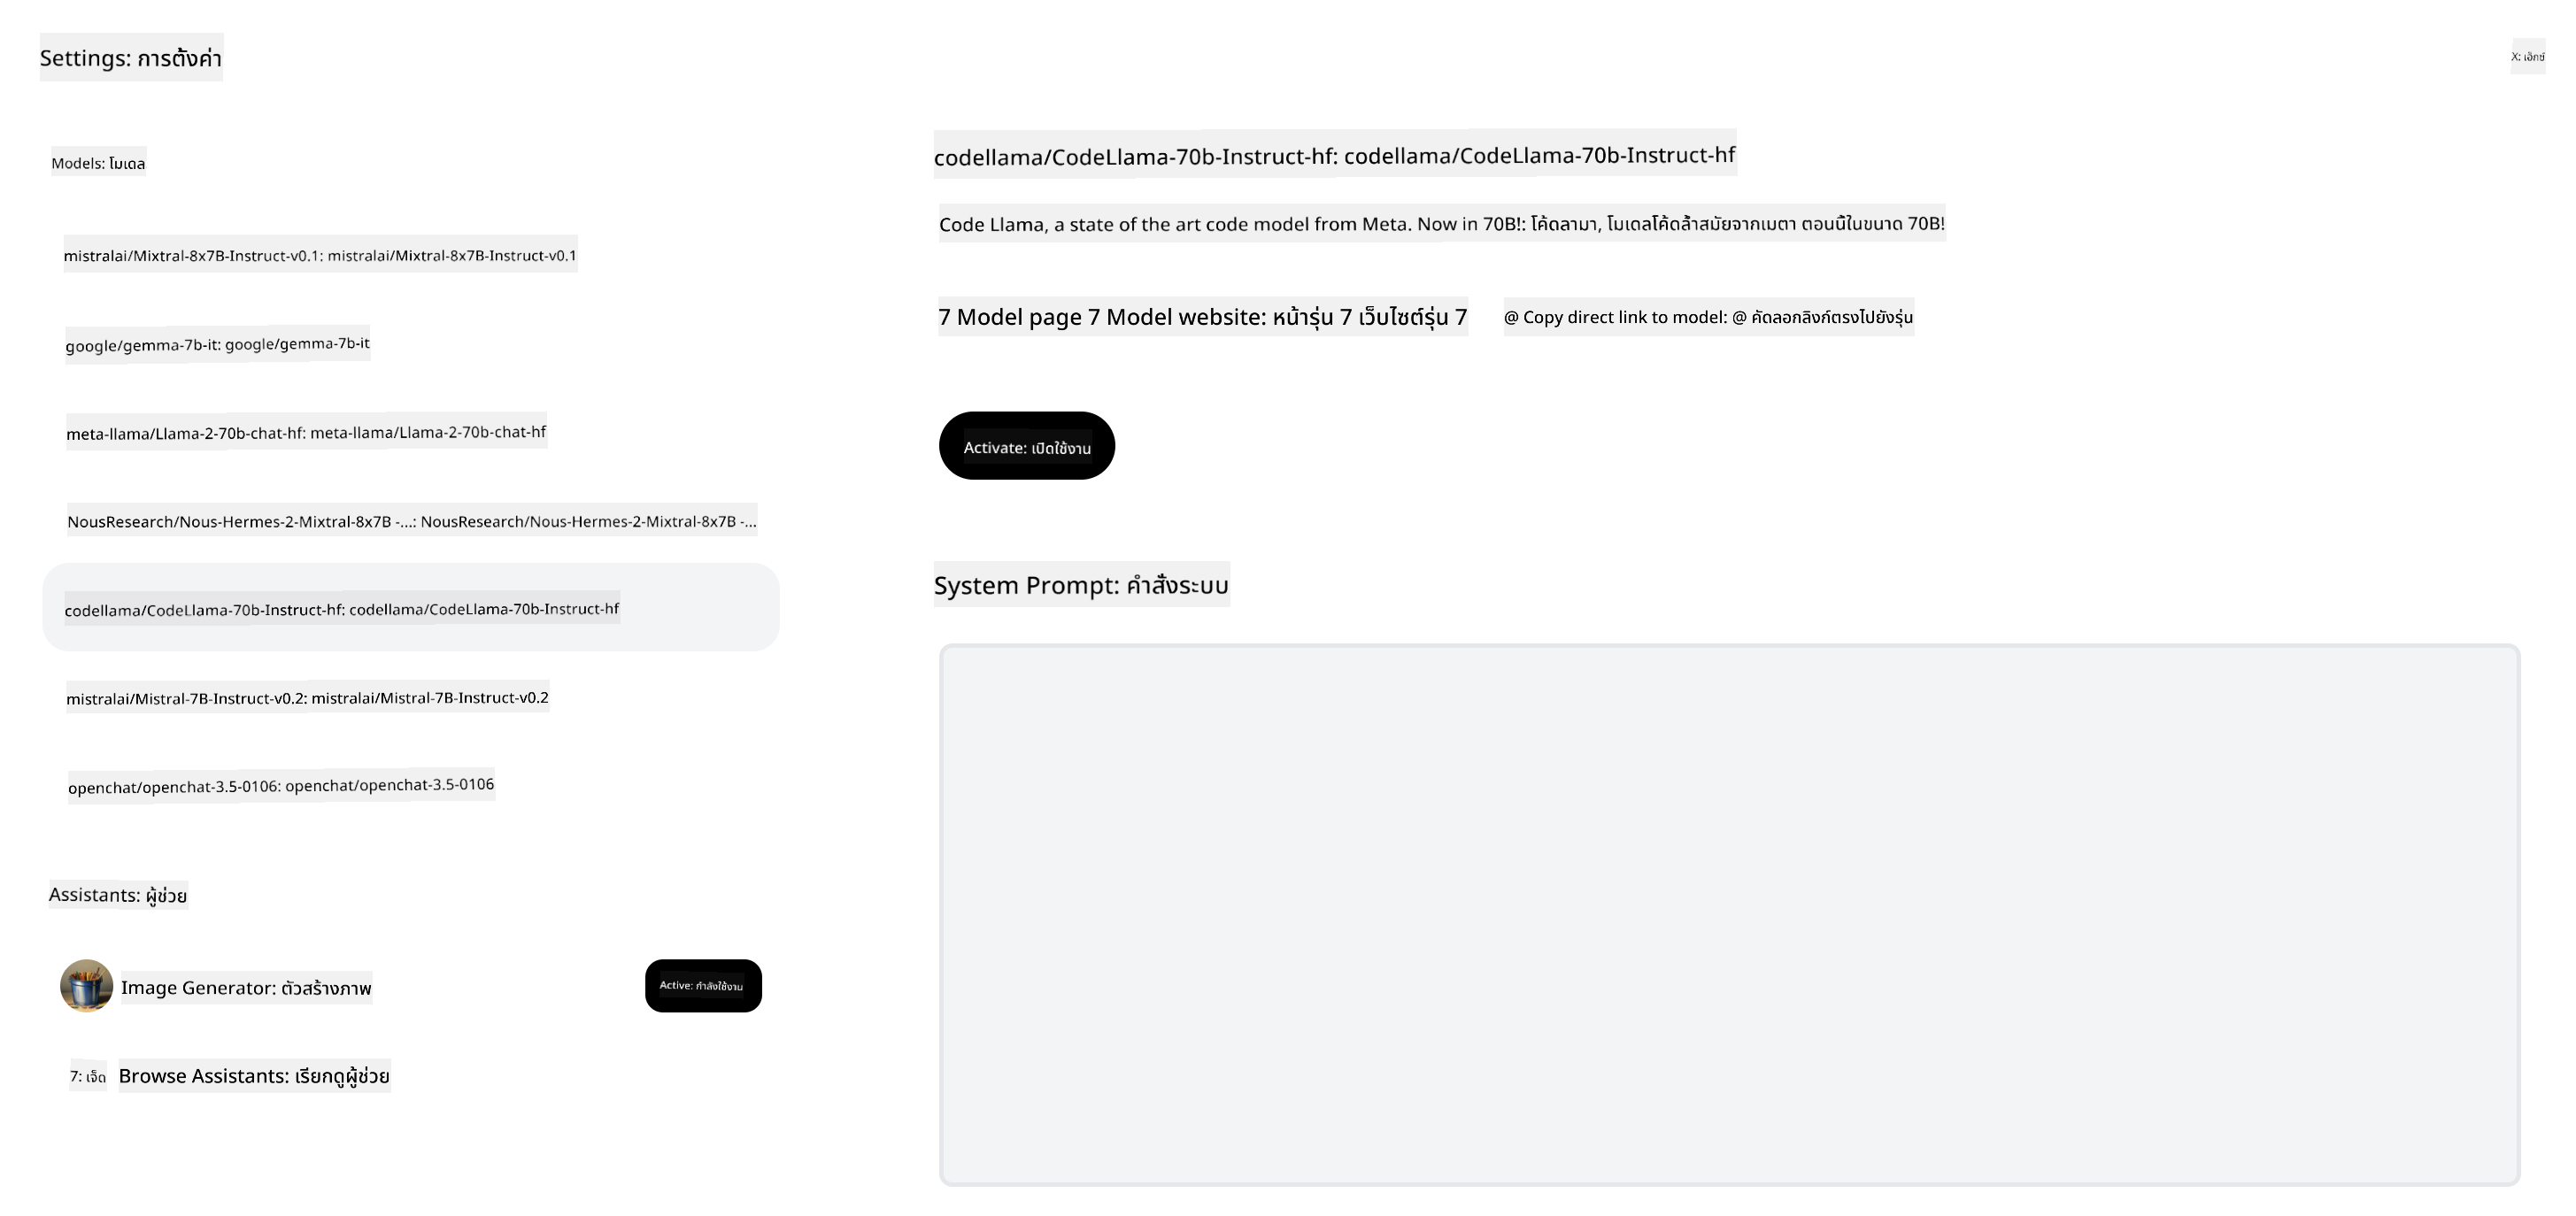 Settings: การตั้งค่า
X: เอ็กซ์
Models: โมเดล
mistralai/Mixtral-8x7B-Instruct-v0.1: mistralai/Mixtral-8x7B-Instruct-v0.1
google/gemma-7b-it: google/gemma-7b-it
meta-llama/Llama-2-70b-chat-hf: meta-llama/Llama-2-70b-chat-hf
NousResearch/Nous-Hermes-2-Mixtral-8x7B -...: NousResearch/Nous-Hermes-2-Mixtral-8x7B -...
codellama/CodeLlama-70b-Instruct-hf: codellama/CodeLlama-70b-Instruct-hf
mistralai/Mistral-7B-Instruct-v0.2: mistralai/Mistral-7B-Instruct-v0.2
openchat/openchat-3.5-0106: openchat/openchat-3.5-0106
Assistants: ผู้ช่วย
Image Generator: ตัวสร้างภาพ
Active: กำลังใช้งาน
7: เจ็ด
Browse Assistants: เรียกดูผู้ช่วย
codellama/CodeLlama-70b-Instruct-hf: codellama/CodeLlama-70b-Instruct-hf
Code Llama, a state of the art code model from Meta. Now in 70B!: โค้ดลามา, โมเดลโค้ดล้ำสมัยจากเมตา ตอนนี้ในขนาด 70B!
7 Model page 7 Model website: หน้ารุ่น 7 เว็บไซต์รุ่น 7
@ Copy direct link to model: @ คัดลอกลิงก์ตรงไปยังรุ่น
Activate: เปิดใช้งาน
System Prompt: คำสั่งระบบ